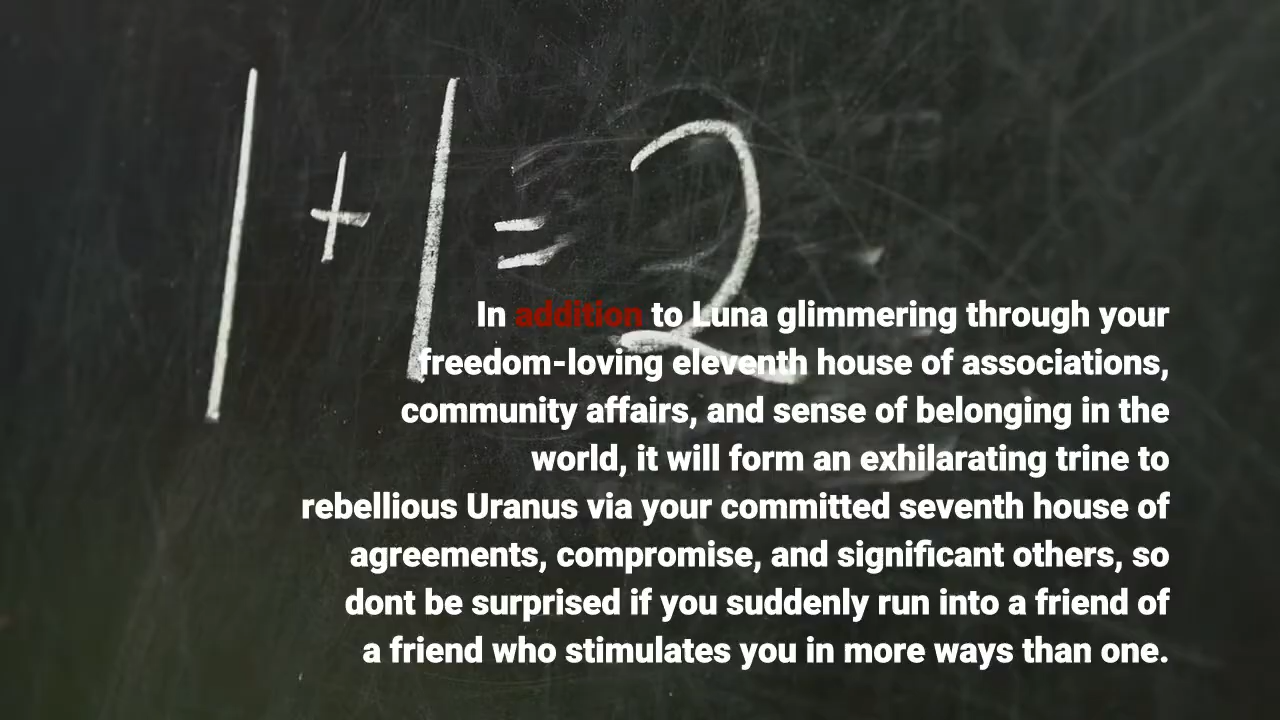 1 + 1 = 2
In addition to Luna glimmering through your
freedom-loving eleventh house of associations,
community affairs, and sense of belonging in the
world, it will form an exhilarating trine to
rebellious Uranus via your committed seventh house of
agreements, compromise, and significant others, so
dont be surprised if you suddenly run into a friend of
a friend who stimulates you in more ways than one.